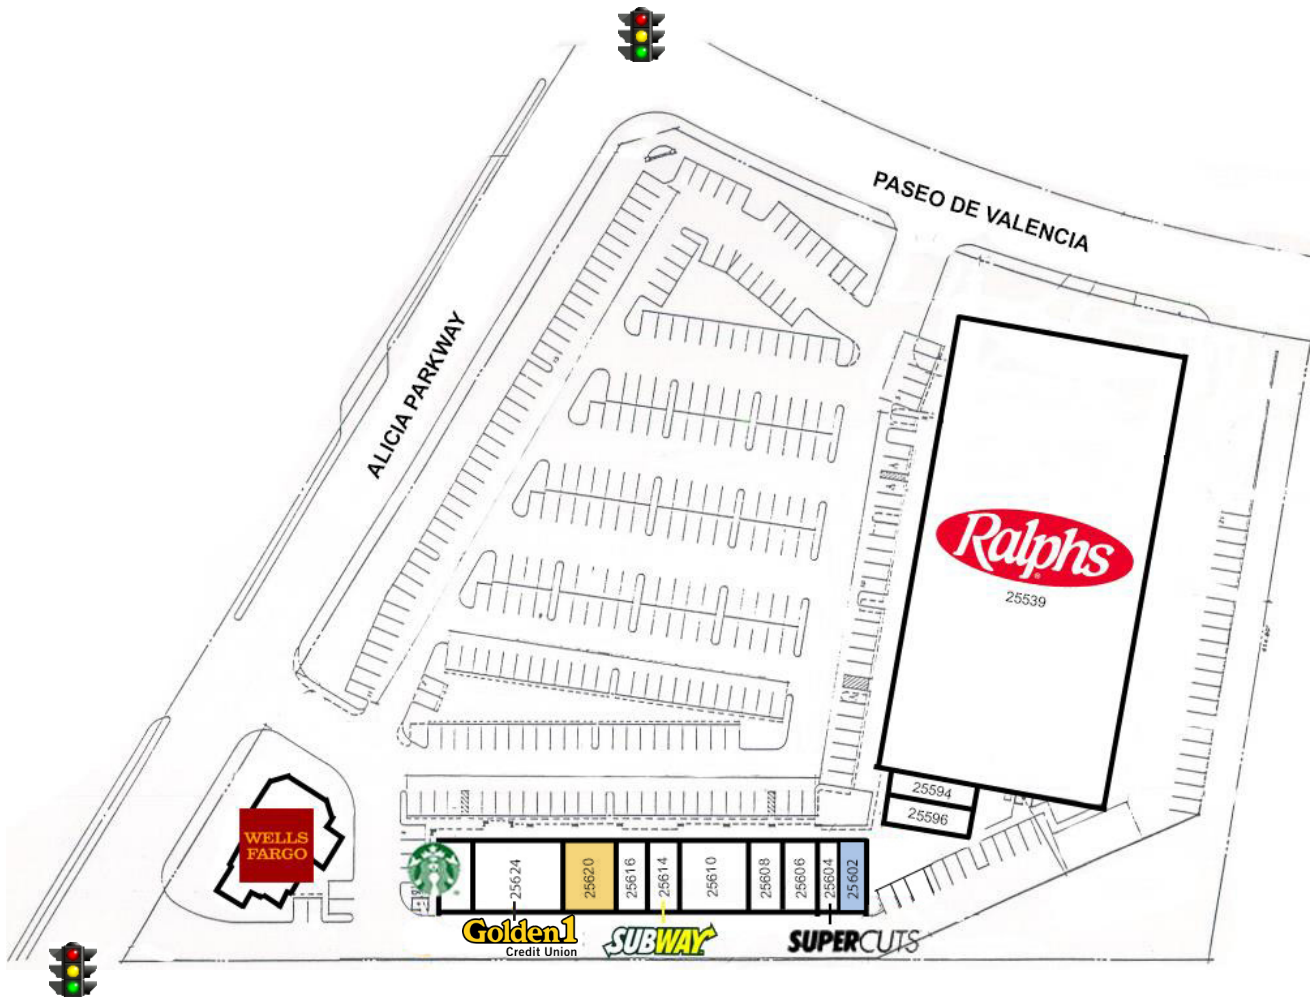 PASEO DE VALENCIA
ALICIA PARKWAY
Ralphs
25539
25594
25596
WELLS
FARGO
25624
25620
25616
25614
25610
25608
25606
25604
25602
Golden1
Credit Union
SUBWAY
SUPERCUTS